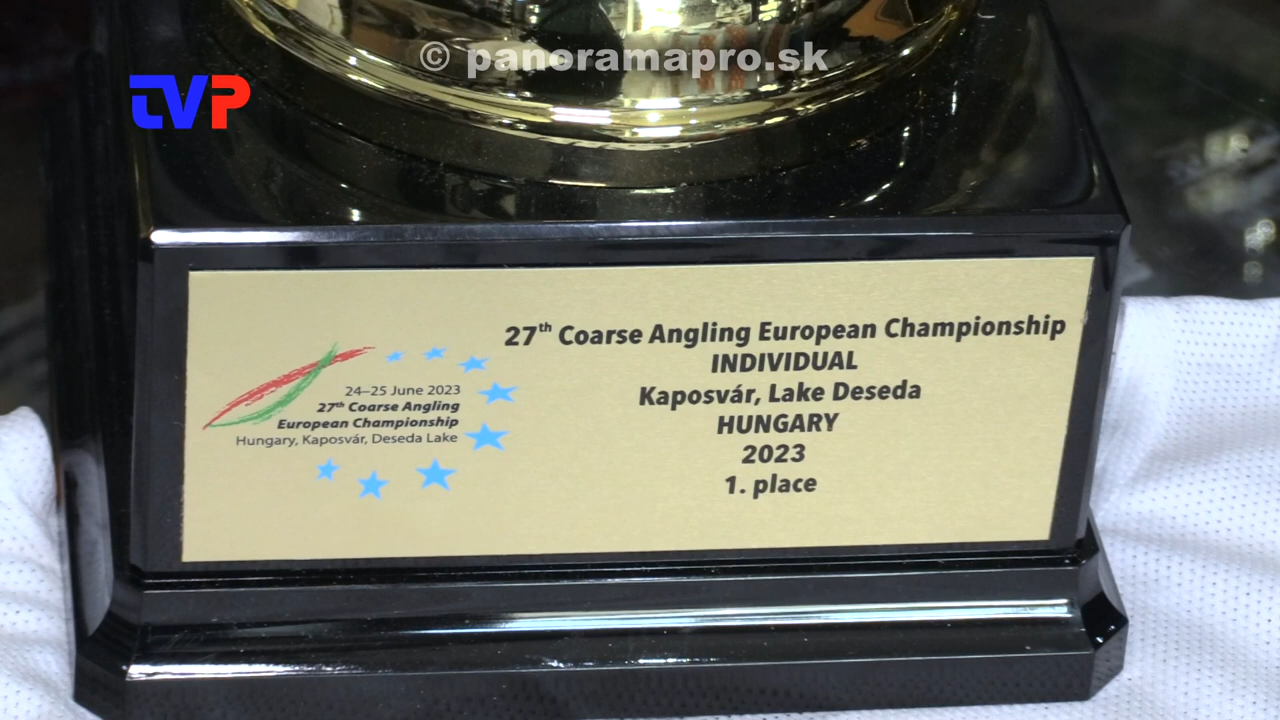 © panoramapro.sk
TVP
27th Coarse Angling European Championship
INDIVIDUAL
Kaposvár, Lake Deseda
HUNGARY
2023
1. place
24–25 June 2023
27th Coarse Angling
European Championship
Hungary, Kaposvár, Deseda Lake